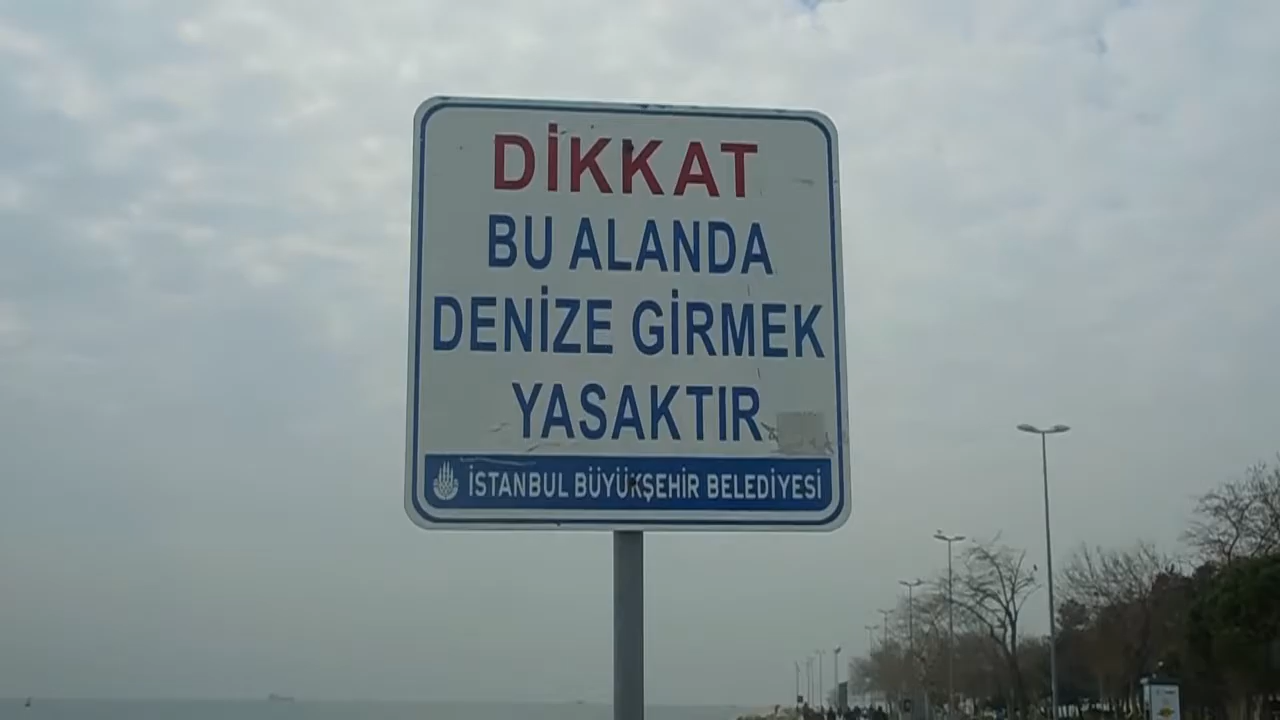 DİKKAT
BU ALANDA
DENİZE GİRMEK
YASAKTIR
İSTANBUL BÜYÜKŞEHİR BELEDİYESİ